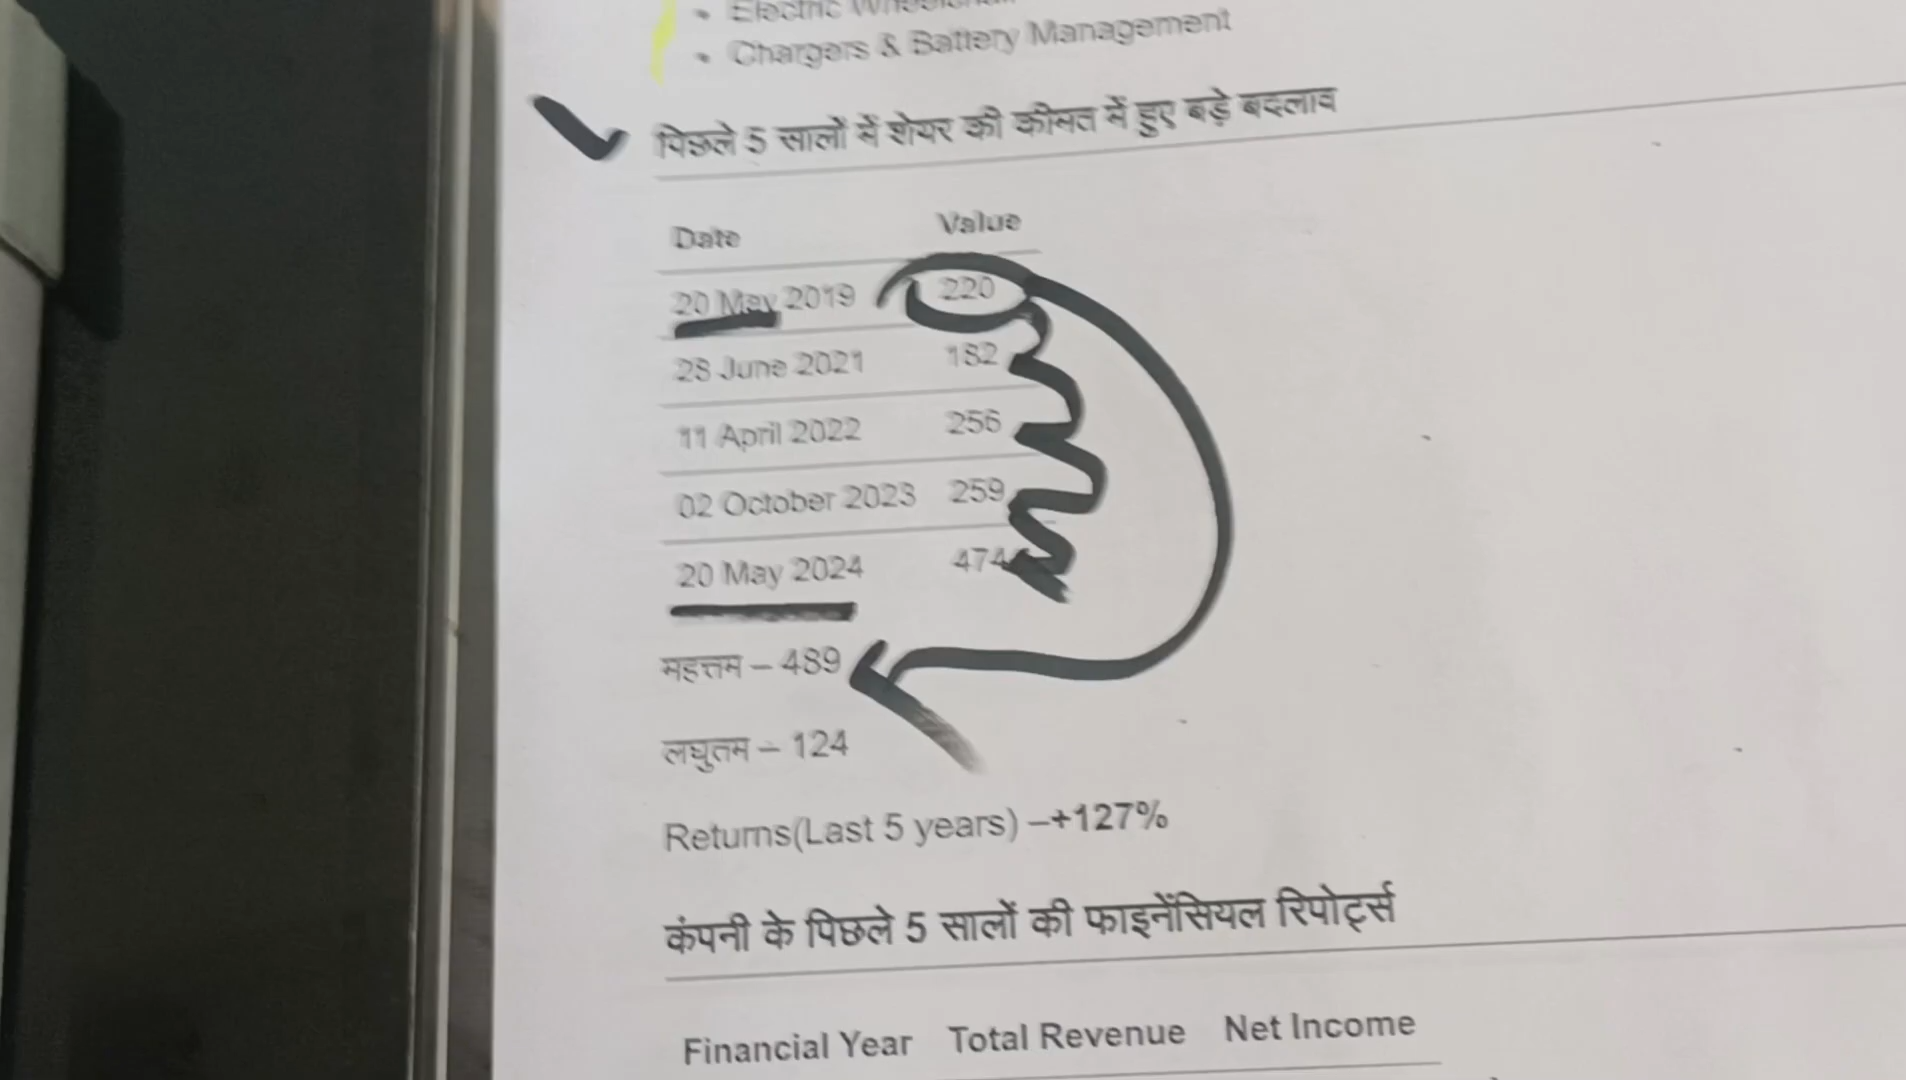 • Electric
• Chargers & Battery Management
पिछले 5 सालों में शेयर की कीमत में हुए बड़े बदलाव
Date Value
20 May 2019 220
28 June 2021 182
11 April 2022 256
02 October 2023 259
20 May 2024 474
महत्तम – 489
लघुतम – 124
Returns(Last 5 years) –+127%
कंपनी के पिछले 5 सालों की फाइनेंसियल रिपोर्ट्स
Financial Year Total Revenue Net Income